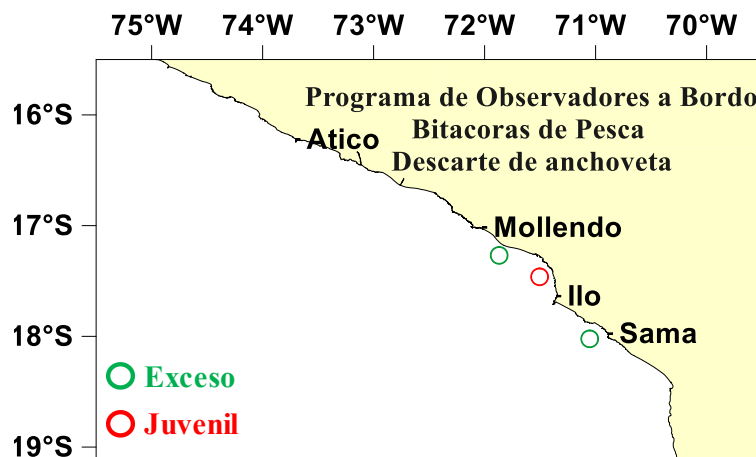 75°W 74°W 73°W 72°W 71°W 70°W
Programa de Observadores a Bordo
16°S
Bitacoras de Pesca
Atico
Descarte de anchoveta
17°S
Mollendo
Ilo
18°S
Sama
Exceso
Juvenil
19°S